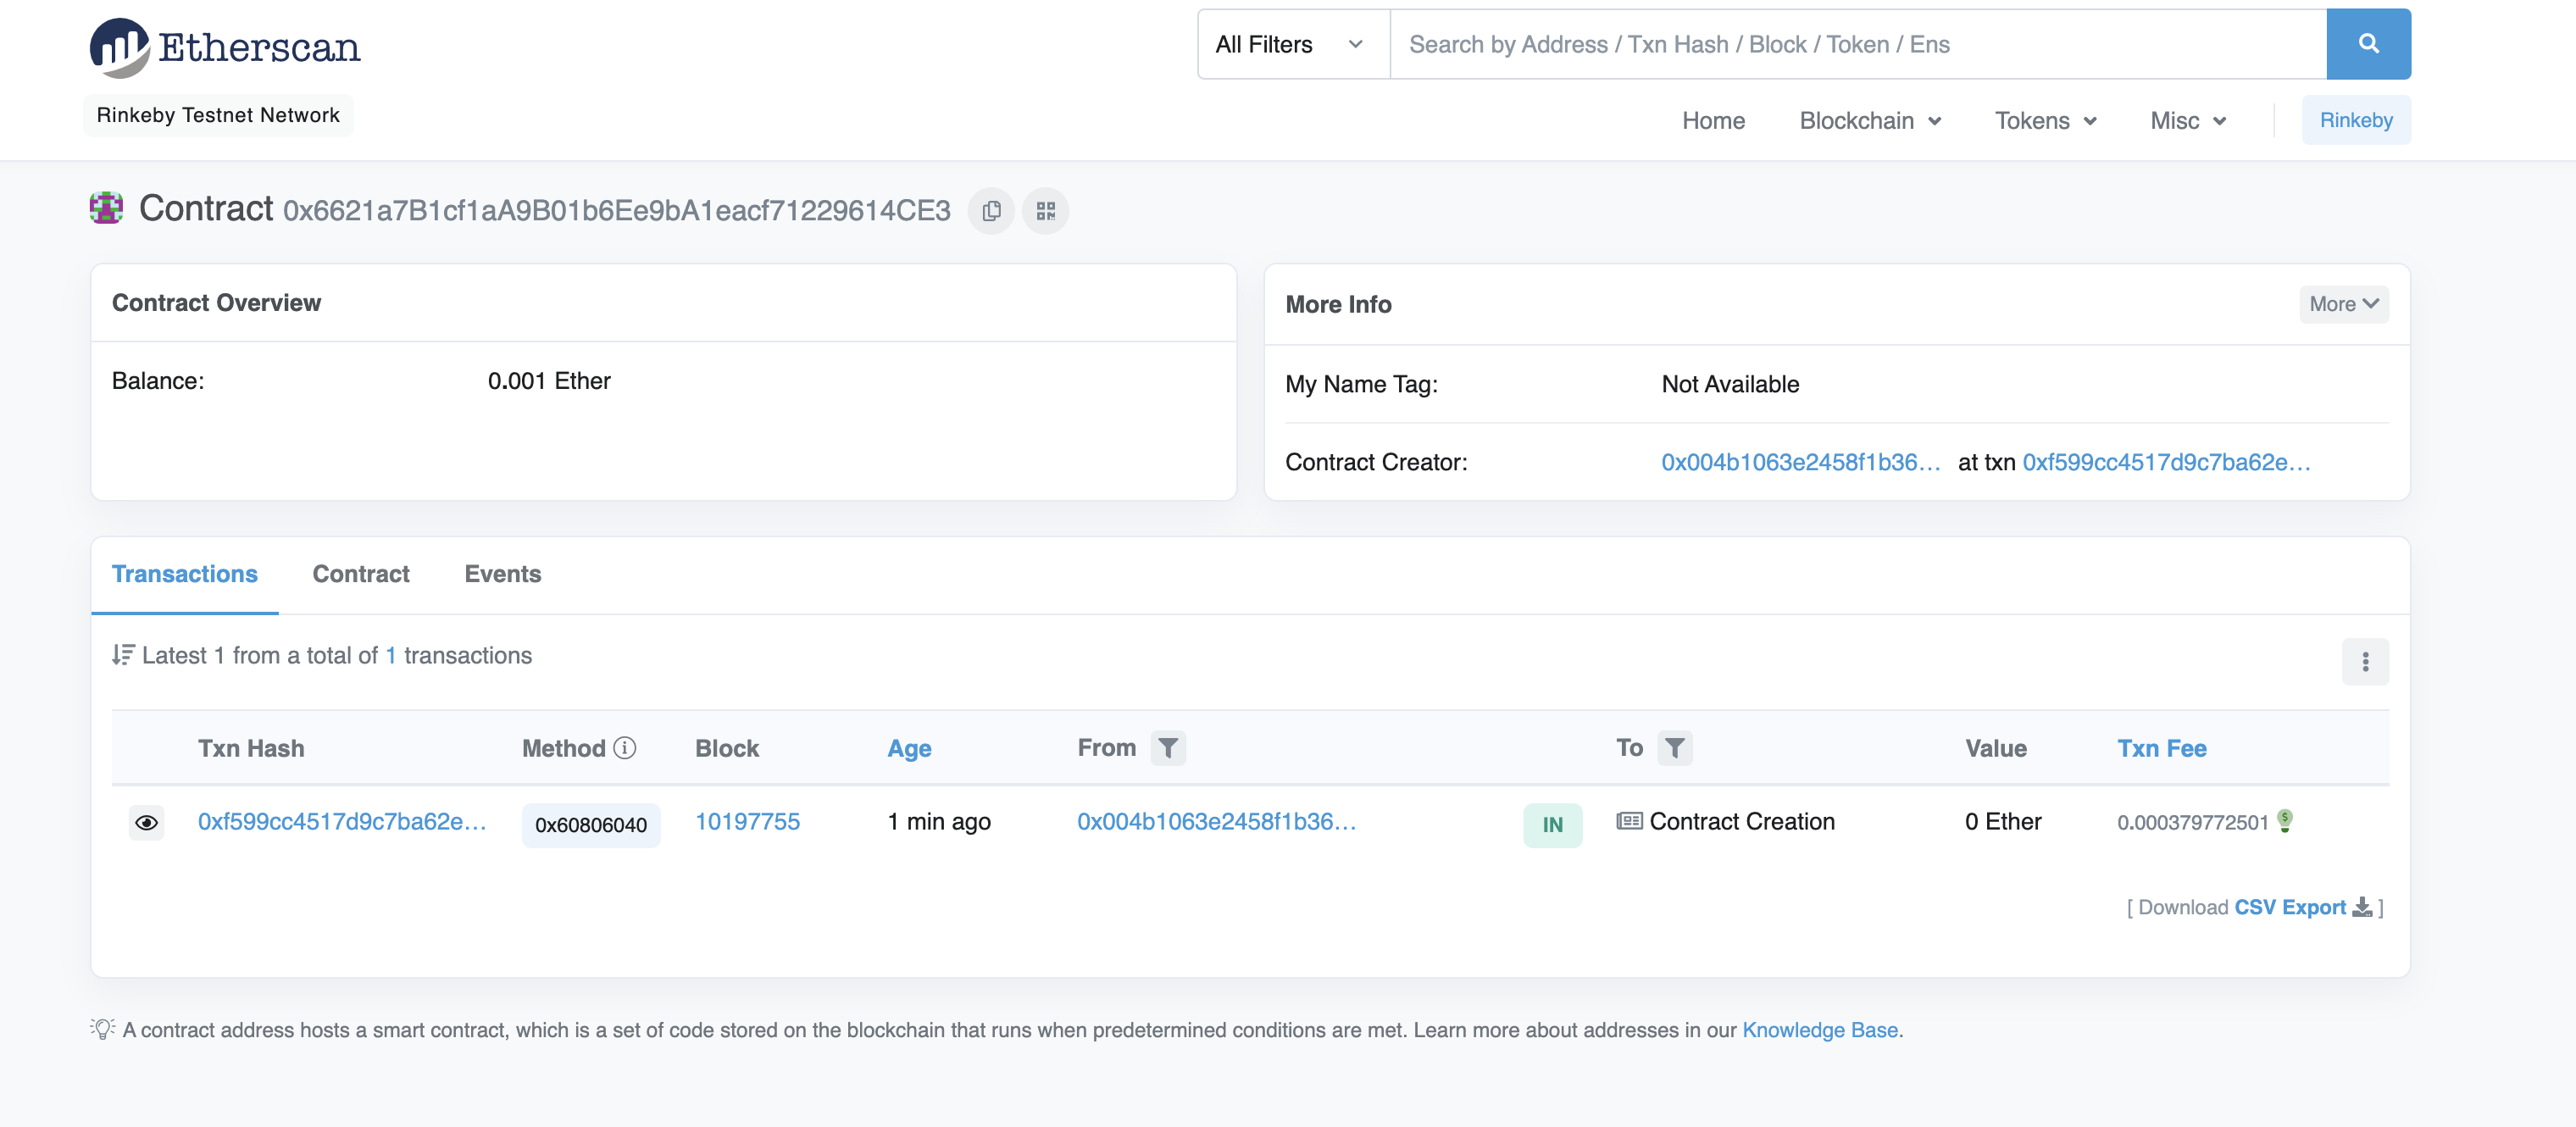 Etherscan
All Filters
Search by Address / Txn Hash / Block / Token / Ens
Rinkeby Testnet Network
Home Blockchain Tokens Misc Rinkeby
Contract 0x6621a7B1cf1aA9B01b6Ee9bA1eacf71229614CE3
Contract Overview
Balance: 0.001 Ether
More Info More
My Name Tag: Not Available
Contract Creator: 0x004b1063e2458f1b36... at txn 0xf599cc4517d9c7ba62e...
Transactions Contract Events
Latest 1 from a total of 1 transactions
Txn Hash Method Block Age From To Value Txn Fee
0xf599cc4517d9c7ba62e... 0x60806040 10197755 1 min ago 0x004b1063e2458f1b36... IN Contract Creation 0 Ether 0.000379772501
[ Download CSV Export ]
A contract address hosts a smart contract, which is a set of code stored on the blockchain that runs when predetermined conditions are met. Learn more about addresses in our Knowledge Base.